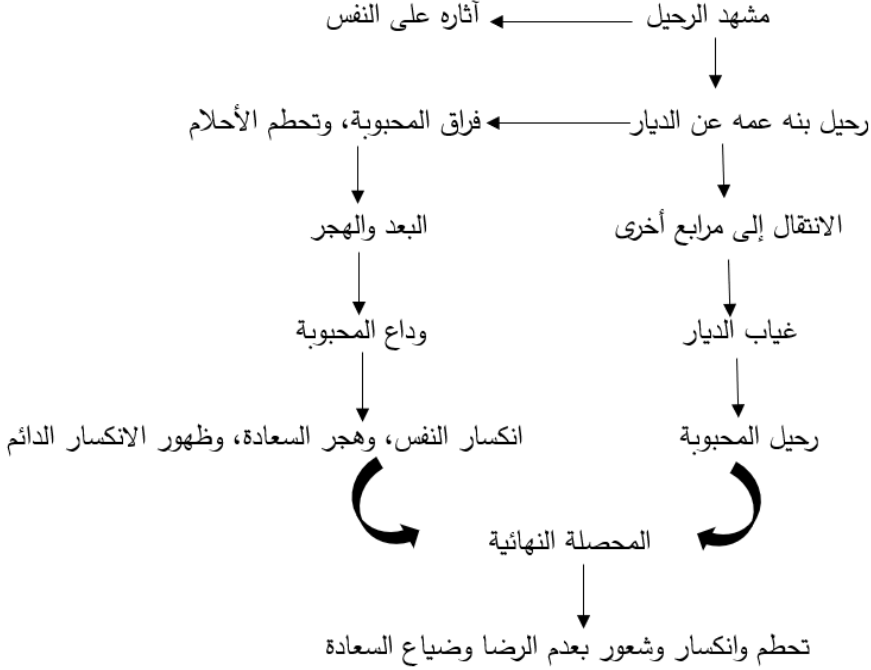 مشهد الرحيل آثاره على النفس
رحيل بنه عمه عن الديار فراق المحبوبة، وتحطم الأحلام
الانتقال إلى مرابع أخرى البعد والهجر
غياب الديار وداع المحبوبة
رحيل المحبوبة انكسار النفس، وهجر السعادة، وظهور الانكسار الدائم
المحصلة النهائية
تحطم وانكسار وشعور بعدم الرضا وضياع السعادة